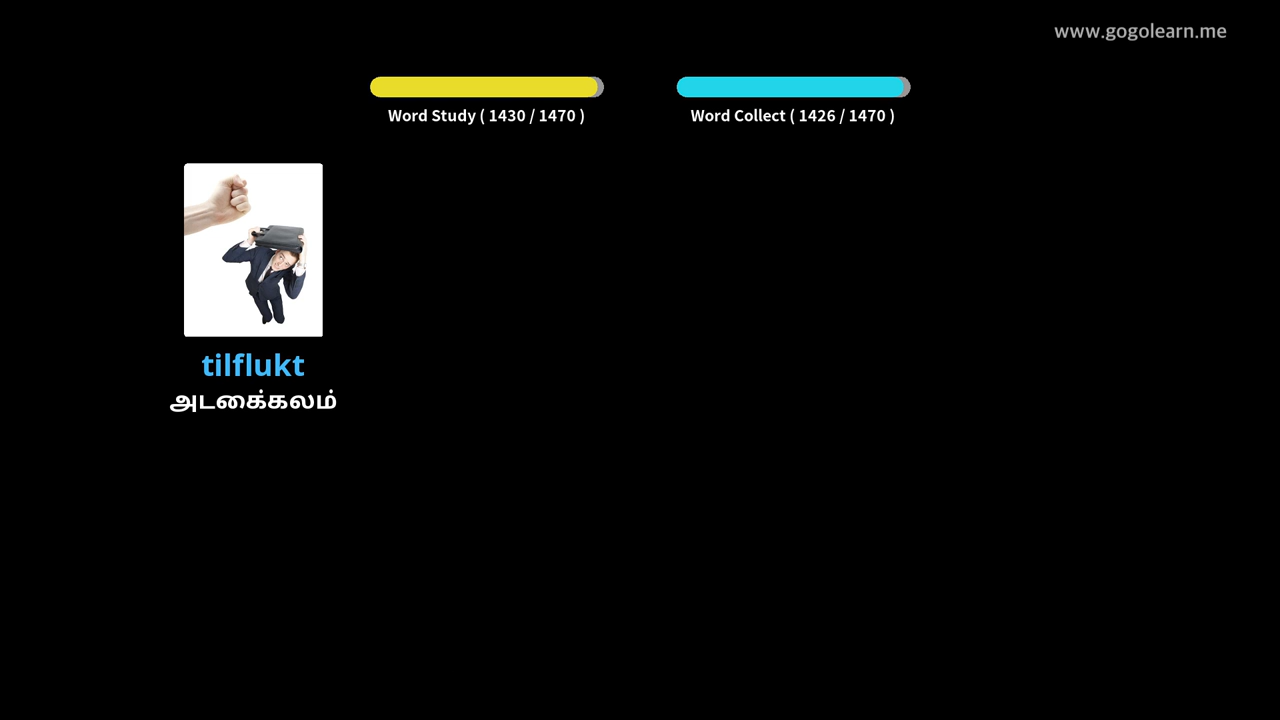 www.gogolearn.me
Word Study ( 1430 / 1470 )
Word Collect ( 1426 / 1470 )
tilflukt
அடைக்கலம்